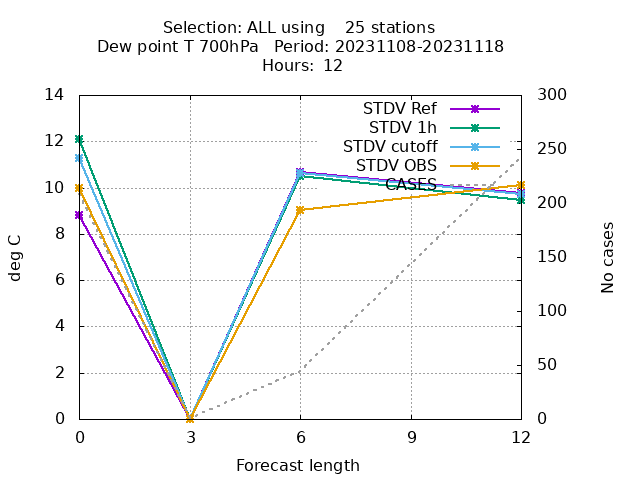 Selection: ALL using    25 stations
Dew point T 700hPa   Period: 20231108-20231118
Hours: 12
STDV Ref
STDV 1h
STDV cutoff
STDV OBS
CASES
14
12
10
8
6
4
2
0
deg C
300
250
200
150
100
50
0
No cases
0 3 6 9 12
Forecast length